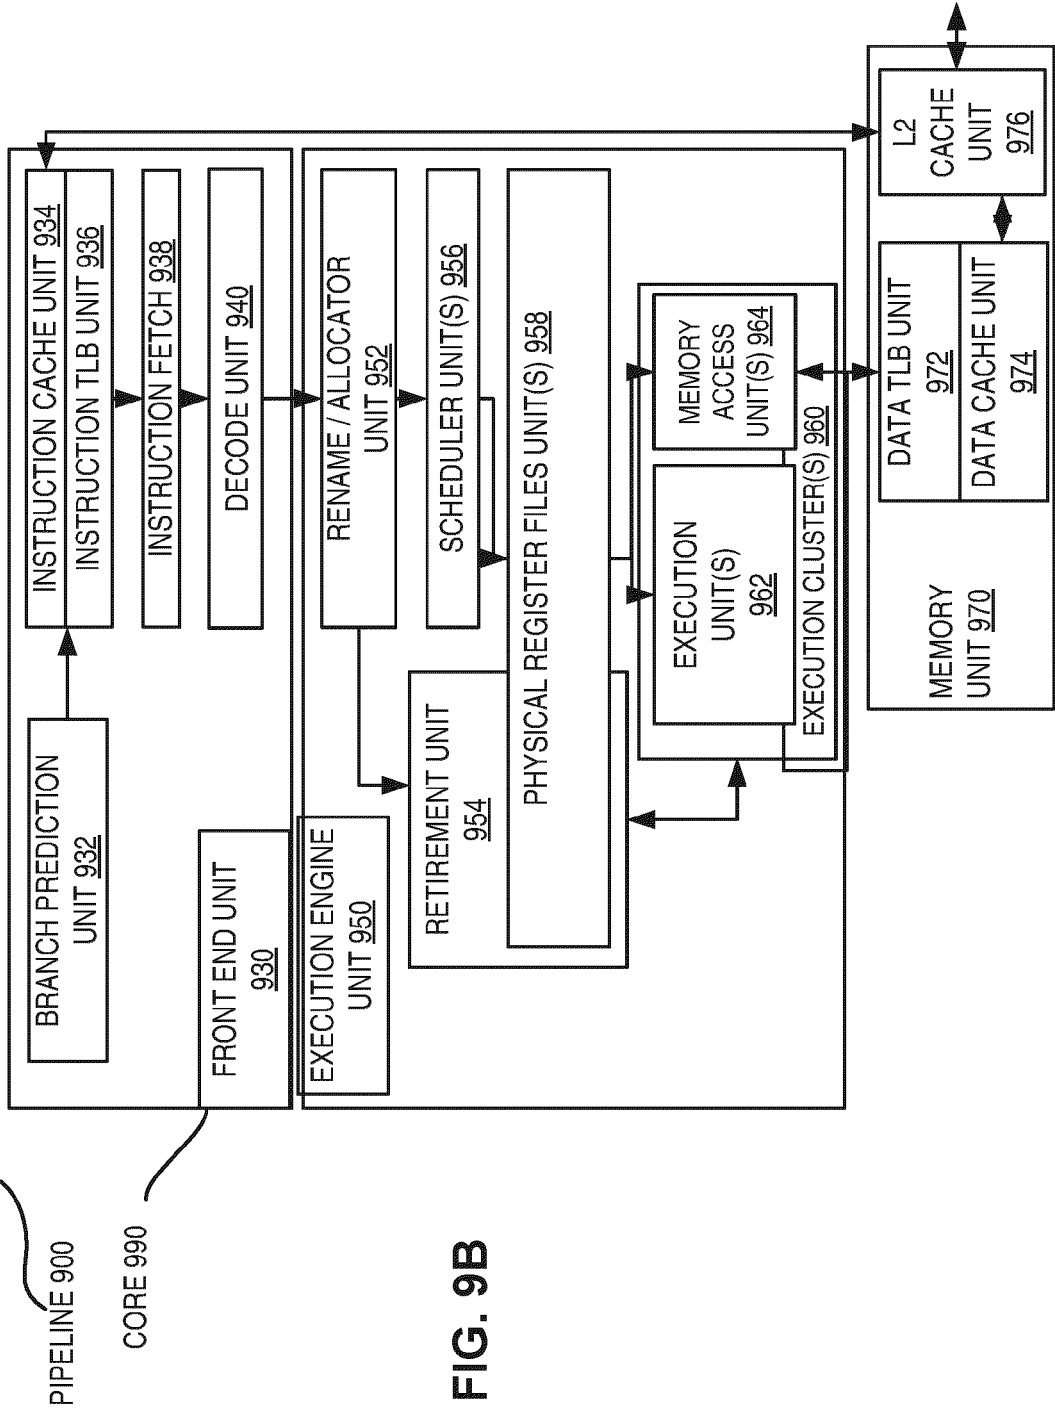 PIPELINE 900
CORE 990
BRANCH PREDICTION
UNIT 932
INSTRUCTION CACHE UNIT 934
INSTRUCTION TLB UNIT 936
INSTRUCTION FETCH 938
DECODE UNIT 940
FRONT END UNIT
930
EXECUTION ENGINE
UNIT 950
RENAME / ALLOCATOR
UNIT 952
RETIREMENT UNIT
954
SCHEDULER UNIT(S) 956
PHYSICAL REGISTER FILES UNIT(S) 958
EXECUTION
UNIT(S)
962
MEMORY
ACCESS
UNIT(S) 964
EXECUTION CLUSTER(S) 960
MEMORY
UNIT 970
DATA TLB UNIT
972
DATA CACHE UNIT
974
L2
CACHE
UNIT
976
FIG. 9B